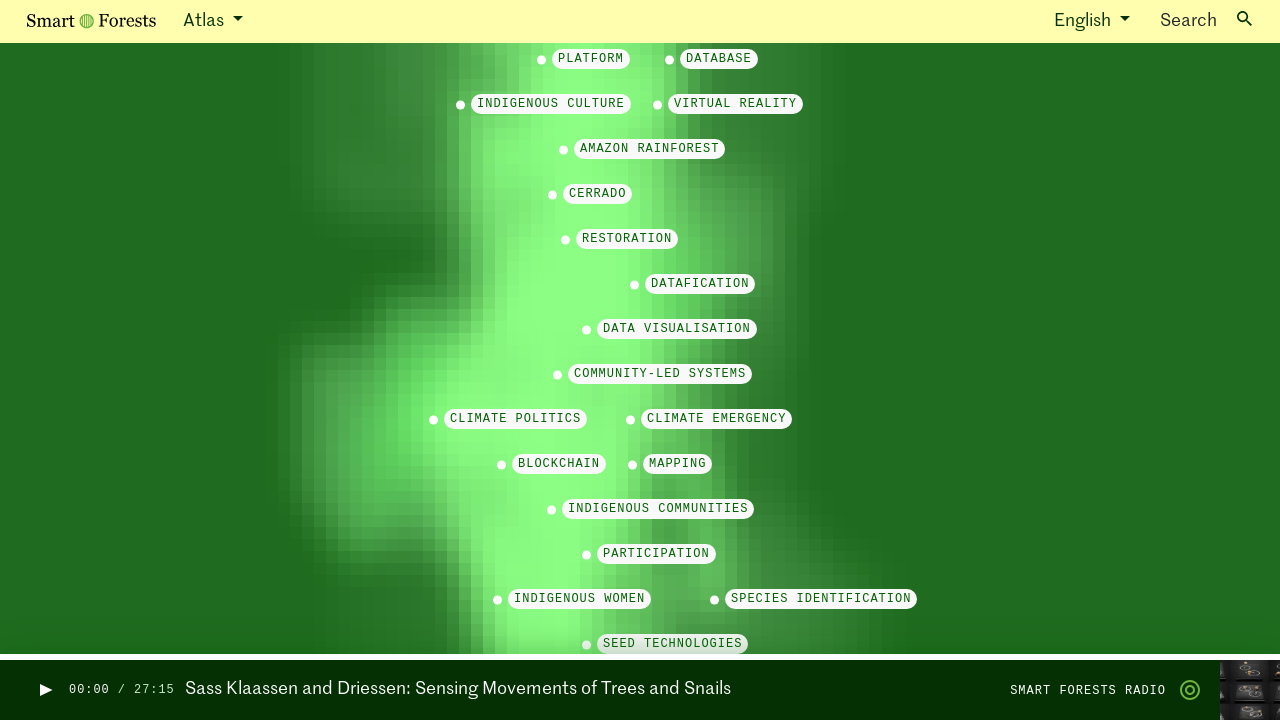 Smart Forests Atlas English Search
PLATFORM DATABASE
INDIGENOUS CULTURE VIRTUAL REALITY
AMAZON RAINFOREST
CERRADO
RESTORATION
DATAFICATION
DATA VISUALISATION
COMMUNITY-LED SYSTEMS
CLIMATE POLITICS CLIMATE EMERGENCY
BLOCKCHAIN MAPPING
INDIGENOUS COMMUNITIES
PARTICIPATION
INDIGENOUS WOMEN SPECIES IDENTIFICATION
SEED TECHNOLOGIES
00:00 / 27:15 Sass Klaassen and Driessen: Sensing Movements of Trees and Snails SMART FORESTS RADIO